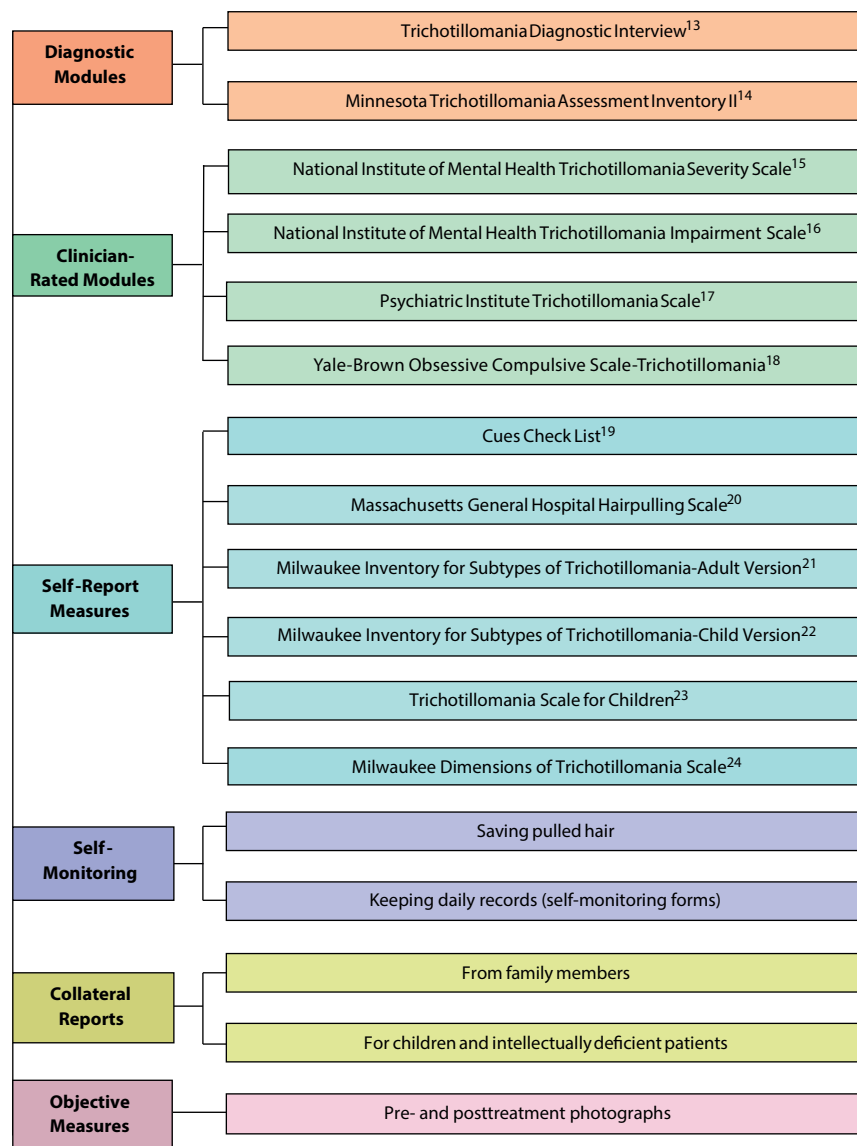 Diagnostic
Modules
Trichotillomania Diagnostic Interview13
Minnesota Trichotillomania Assessment Inventory II14
Clinician-
Rated Modules
National Institute of Mental Health Trichotillomania Severity Scale15
National Institute of Mental Health Trichotillomania Impairment Scale16
Psychiatric Institute Trichotillomania Scale17
Yale-Brown Obsessive Compulsive Scale-Trichotillomania18
Self-Report
Measures
Cues Check List19
Massachusetts General Hospital Hairpulling Scale20
Milwaukee Inventory for Subtypes of Trichotillomania-Adult Version21
Milwaukee Inventory for Subtypes of Trichotillomania-Child Version22
Trichotillomania Scale for Children23
Milwaukee Dimensions of Trichotillomania Scale24
Self-
Monitoring
Saving pulled hair
Keeping daily records (self-monitoring forms)
Collateral
Reports
From family members
For children and intellectually deficient patients
Objective
Measures
Pre- and posttreatment photographs